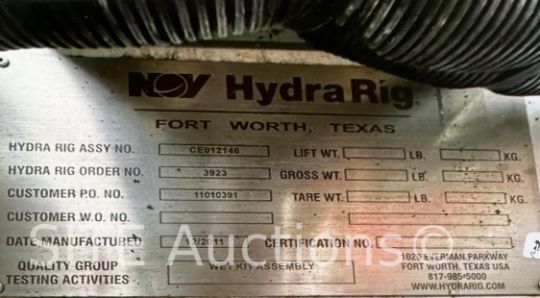 NOV HydraRig
FORT WORTH, TEXAS
HYDRA RIG ASSY NO. CE012146 LIFT WT. LB. KG.
HYDRA RIG ORDER NO. 3923 GROSS WT. LB. KG.
CUSTOMER P.O. NO. 11010391 TARE WT. LB. KG.
CUSTOMER W.O. NO.
DATE MANUFACTURED 12/2011 CERTIFICATION NO.
QUALITY GROUP
TESTING ACTIVITIES
WET KIT ASSEMBLY
1020 EVERMAN PARKWAY
FORT WORTH, TEXAS USA
817-985-5000
WWW.HYDRARIG.COM
Auctions